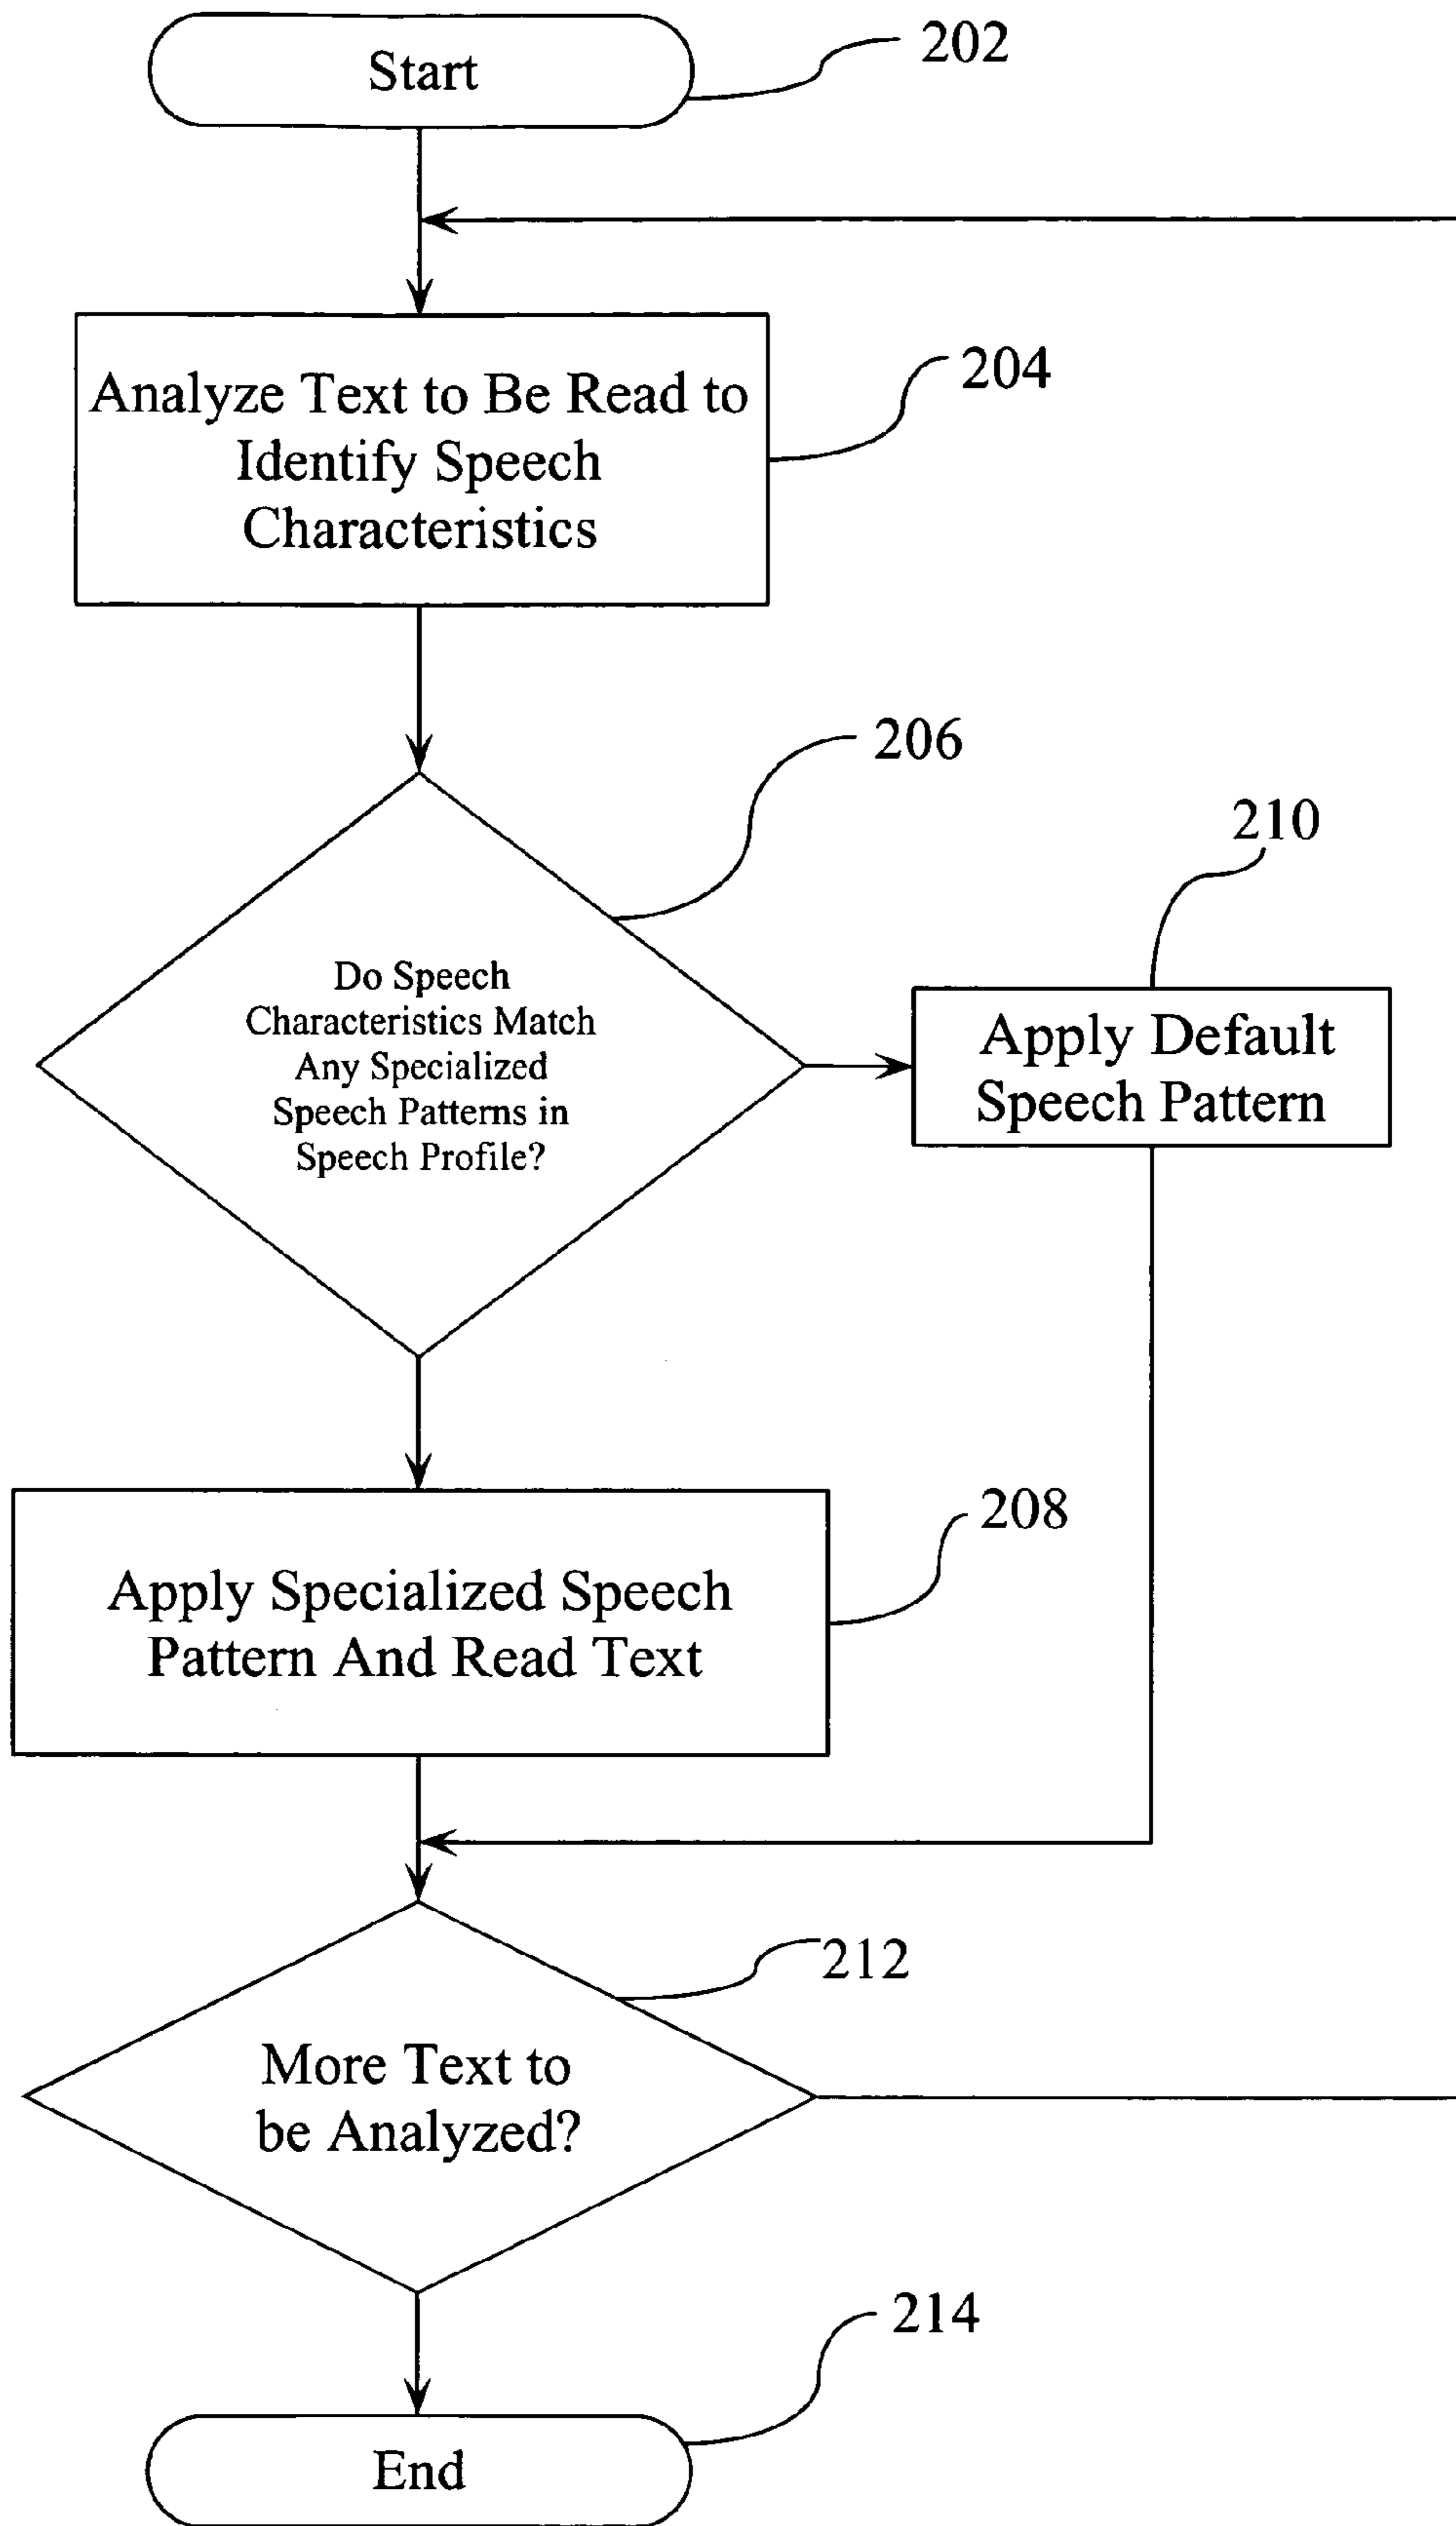 Start
202
Analyze Text to Be Read to
Identify Speech
Characteristics
204
206
Do Speech
Characteristics Match
Any Specialized
Speech Patterns in
Speech Profile?
210
Apply Default
Speech Pattern
208
Apply Specialized Speech
Pattern And Read Text
212
More Text to
be Analyzed?
214
End